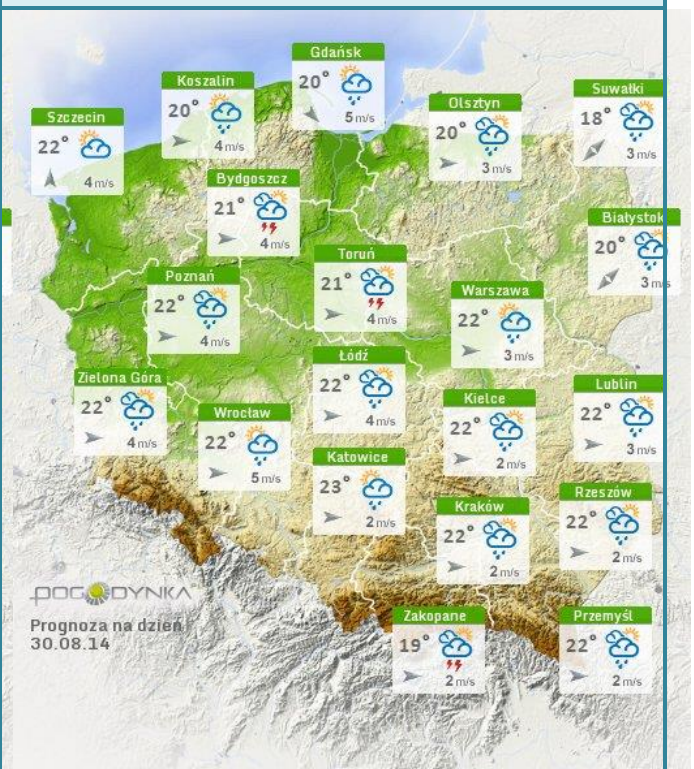 Gdańsk
20°
5 m/s
Koszalin
20°
4 m/s
Suwałki
18°
3 m/s
Olsztyn
20°
3 m/s
Szczecin
22°
4 m/s
Bydgoszcz
21°
4 m/s
Białystok
20°
3 m/s
Toruń
21°
4 m/s
Poznań
22°
4 m/s
Warszawa
22°
3 m/s
Łódź
22°
4 m/s
Zielona Góra
22°
4 m/s
Lublin
22°
3 m/s
Kielce
22°
2 m/s
Wrocław
22°
5 m/s
Katowice
23°
2 m/s
Rzeszów
22°
2 m/s
Kraków
22°
2 m/s
POGODYNKA
Prognoza na dzień
30.08.14
Zakopane
19°
2 m/s
Przemyśl
22°
2 m/s